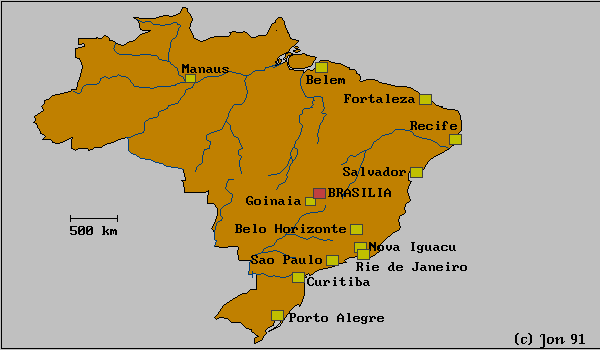 Manaus
Belem
Fortaleza
Recife
Salvador
BRASILIA
Goinaia
Belo Horizonte
500 km
Nova Iguacu
Sao Paulo
Rie de Janeiro
Curitiba
Porto Alegre
(c) Jon 91